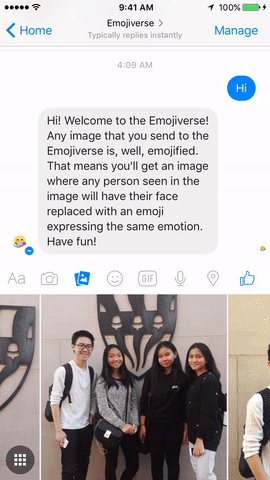 9:41 AM 100%
Home Emojiverse Manage
Typically replies instantly
4:09 AM
Hi
Hi! Welcome to the Emojiverse!
Any image that you send to the
Emojiverse is, well, emojified.
That means you'll get an image
where any person seen in the
image will have their face
replaced with an emoji
expressing the same emotion.
Have fun!
Aa GIF